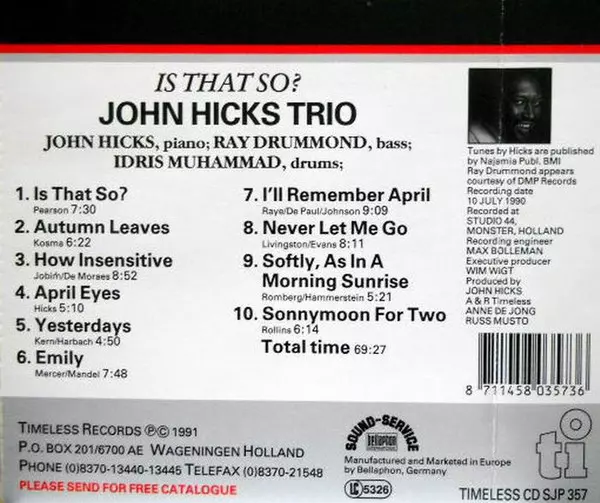 IS THAT SO?
JOHN HICKS TRIO
JOHN HICKS, piano; RAY DRUMMOND, bass;
IDRIS MUHAMMAD, drums;
1. Is That So?
Pearson 7:30
2. Autumn Leaves
Kosma 6:22
3. How Insensitive
Jobim/De Moraes 8:52
4. April Eyes
Hicks 5:10
5. Yesterdays
Kern/Harbach 4:50
6. Emily
Mercer/Mandel 7:48
7. I'll Remember April
Raye/De Paul/Johnson 9:09
8. Never Let Me Go
Livingston/Evans 8:11
9. Softly, As In A
Morning Sunrise
Romberg/Hammerstein 5:21
10. Sonnymoon For Two
Rollins 6:14
Total time 69:27
Tunes by Hicks are published
by Najamia Publ. BMI
Ray Drummond appears
courtesy of DMP Records
Recording date
10 JULY 1990
Recorded at
STUDIO 44,
MONSTER, HOLLAND
Recording engineer
MAX BOLLEMAN
Executive producer
WIM WIGT
Produced by
JOHN HICKS
A & R Timeless
ANNE DE JONG
RUSS MUSTO
8 711458 035736
TIMELESS RECORDS ℗© 1991
P.O. BOX 201/6700 AE WAGENINGEN HOLLAND
PHONE (0)8370-13440-13445 TELEFAX (0)8370-21548
PLEASE SEND FOR FREE CATALOGUE
SOUND-SERVICE
bellaphon
INTERNATIONAL
Manufactured and Marketed in Europe
by Bellaphon, Germany
LC 5326
ti
TIMELESS CD SJP 357